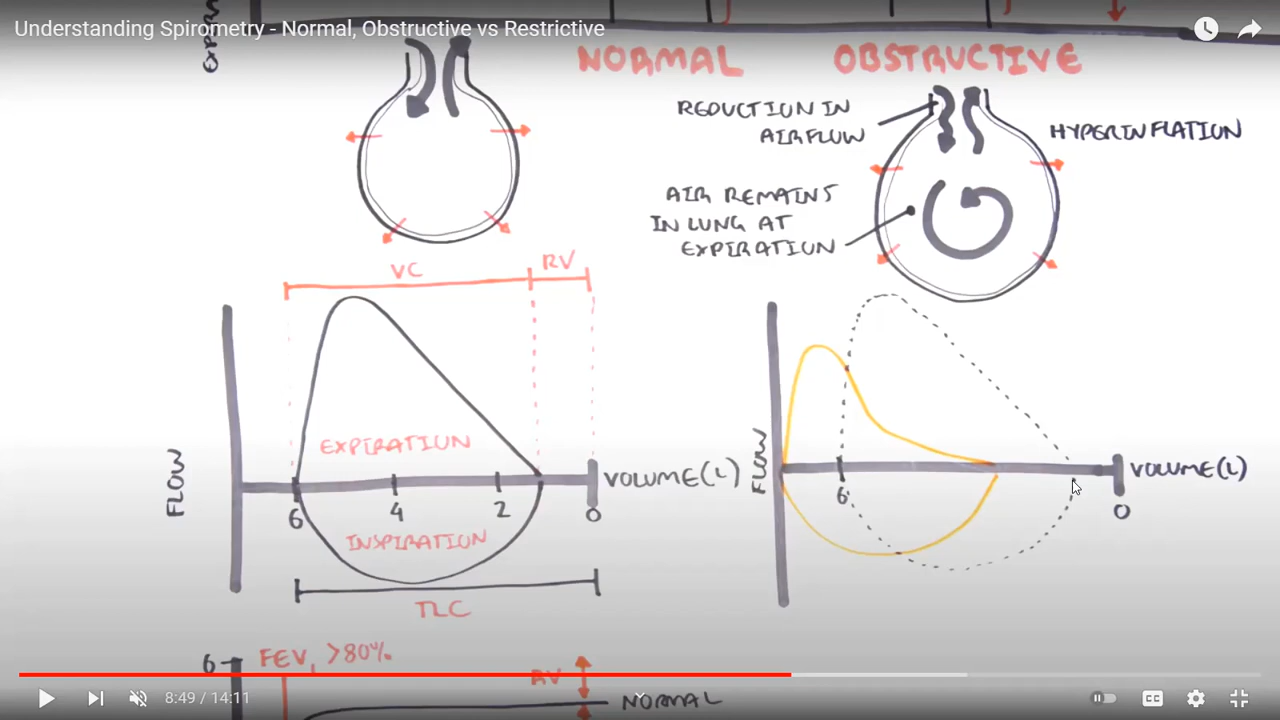 Understanding Spirometry - Normal, Obstructive vs Restrictive
NORMAL
OBSTRUCTIVE
REDUCTION IN
AIRFLOW
HYPERINFLATION
AIR REMAINS
IN LUNG AT
EXPIRATION
VC
RV
FLOW
EXPIRATION
VOLUME(L)
6
4
2
0
INSPIRATION
TLC
FLOW
VOLUME(L)
6
0
6
FEV₁ >80%
RV
NORMAL
8:49 / 14:11
CC